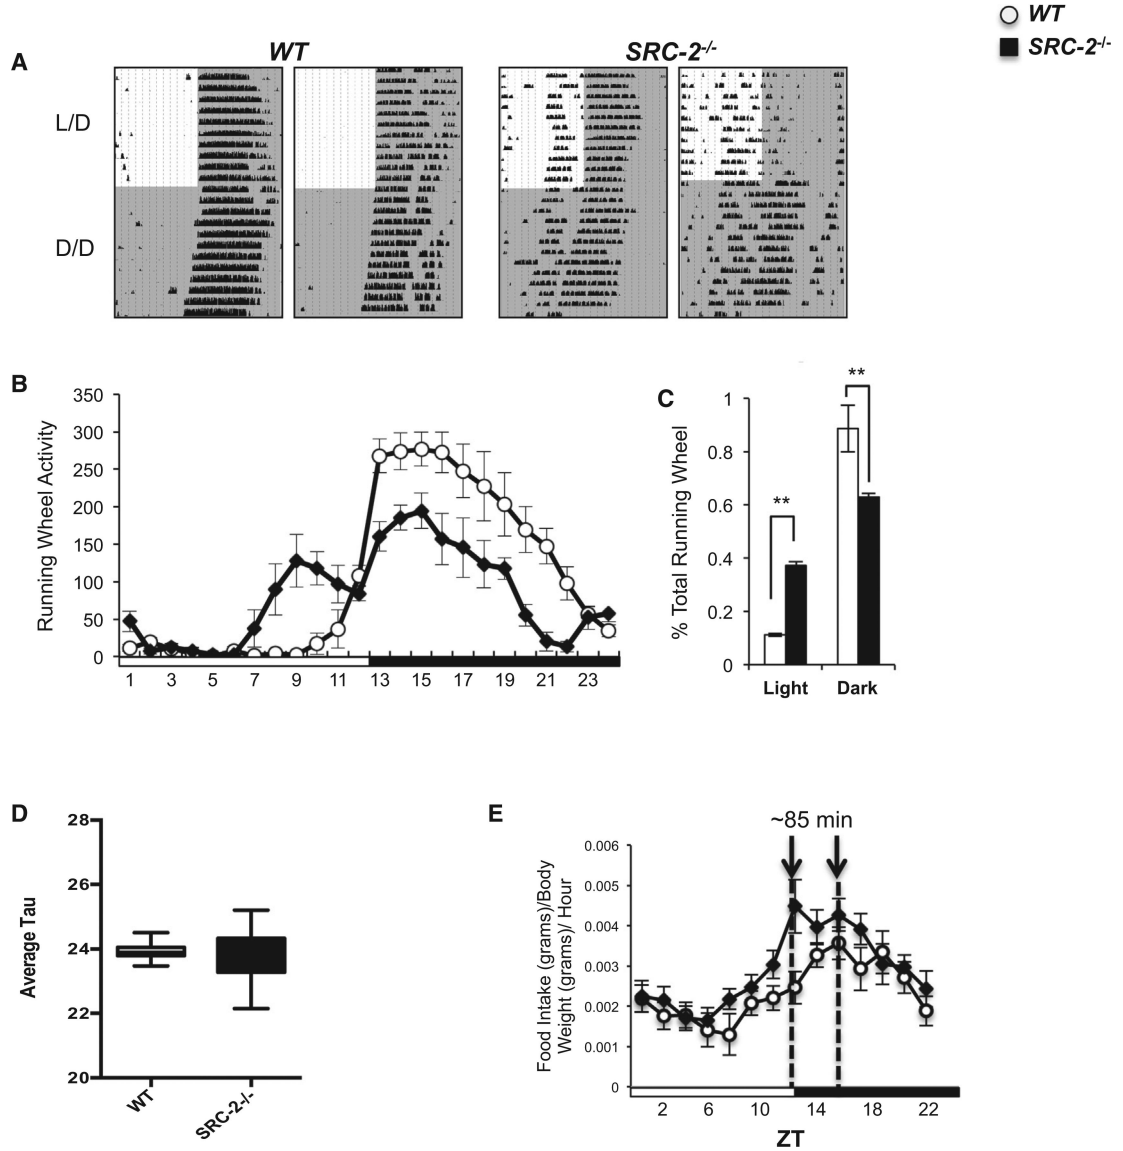 WT
SRC-2-/-
A
WT
SRC-2-/-
L/D
D/D
B
Running Wheel Activity
350
300
250
200
150
100
50
0
1 3 5 7 9 11 13 15 17 19 21 23
C
% Total Running Wheel
1
0.8
0.6
0.4
0.2
0
**
**
Light Dark
D
Average Tau
28
26
24
22
20
WT
SRC-2-/-
E
~85 min
Food Intake (grams)/Body
Weight (grams)/ Hour
0.006
0.005
0.004
0.003
0.002
0.001
0
2 6 10 14 18 22
ZT